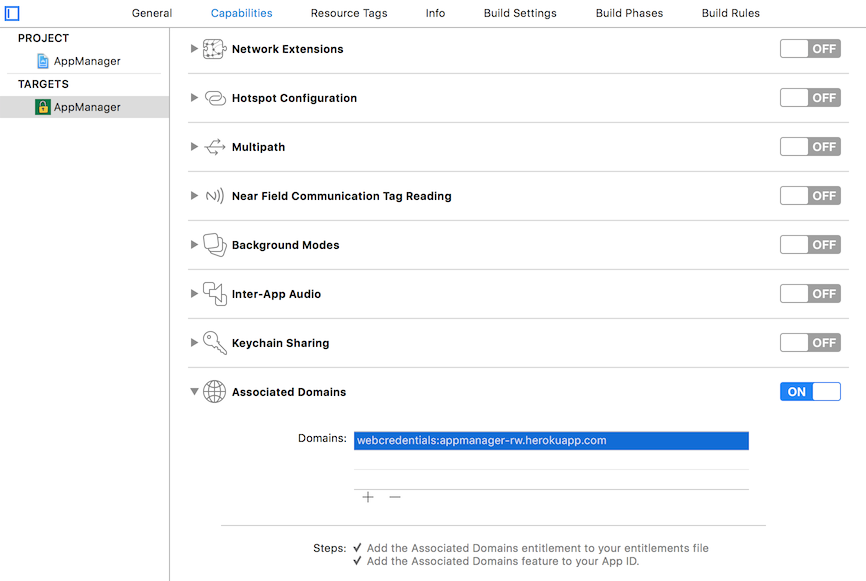 General Capabilities Resource Tags Info Build Settings Build Phases Build Rules
PROJECT
AppManager
TARGETS
AppManager
Network Extensions OFF
Hotspot Configuration OFF
Multipath OFF
Near Field Communication Tag Reading OFF
Background Modes OFF
Inter-App Audio OFF
Keychain Sharing OFF
Associated Domains ON
Domains: webcredentials:appmanager-rw.herokuapp.com
Steps: ✓ Add the Associated Domains entitlement to your entitlements file
✓ Add the Associated Domains feature to your App ID.